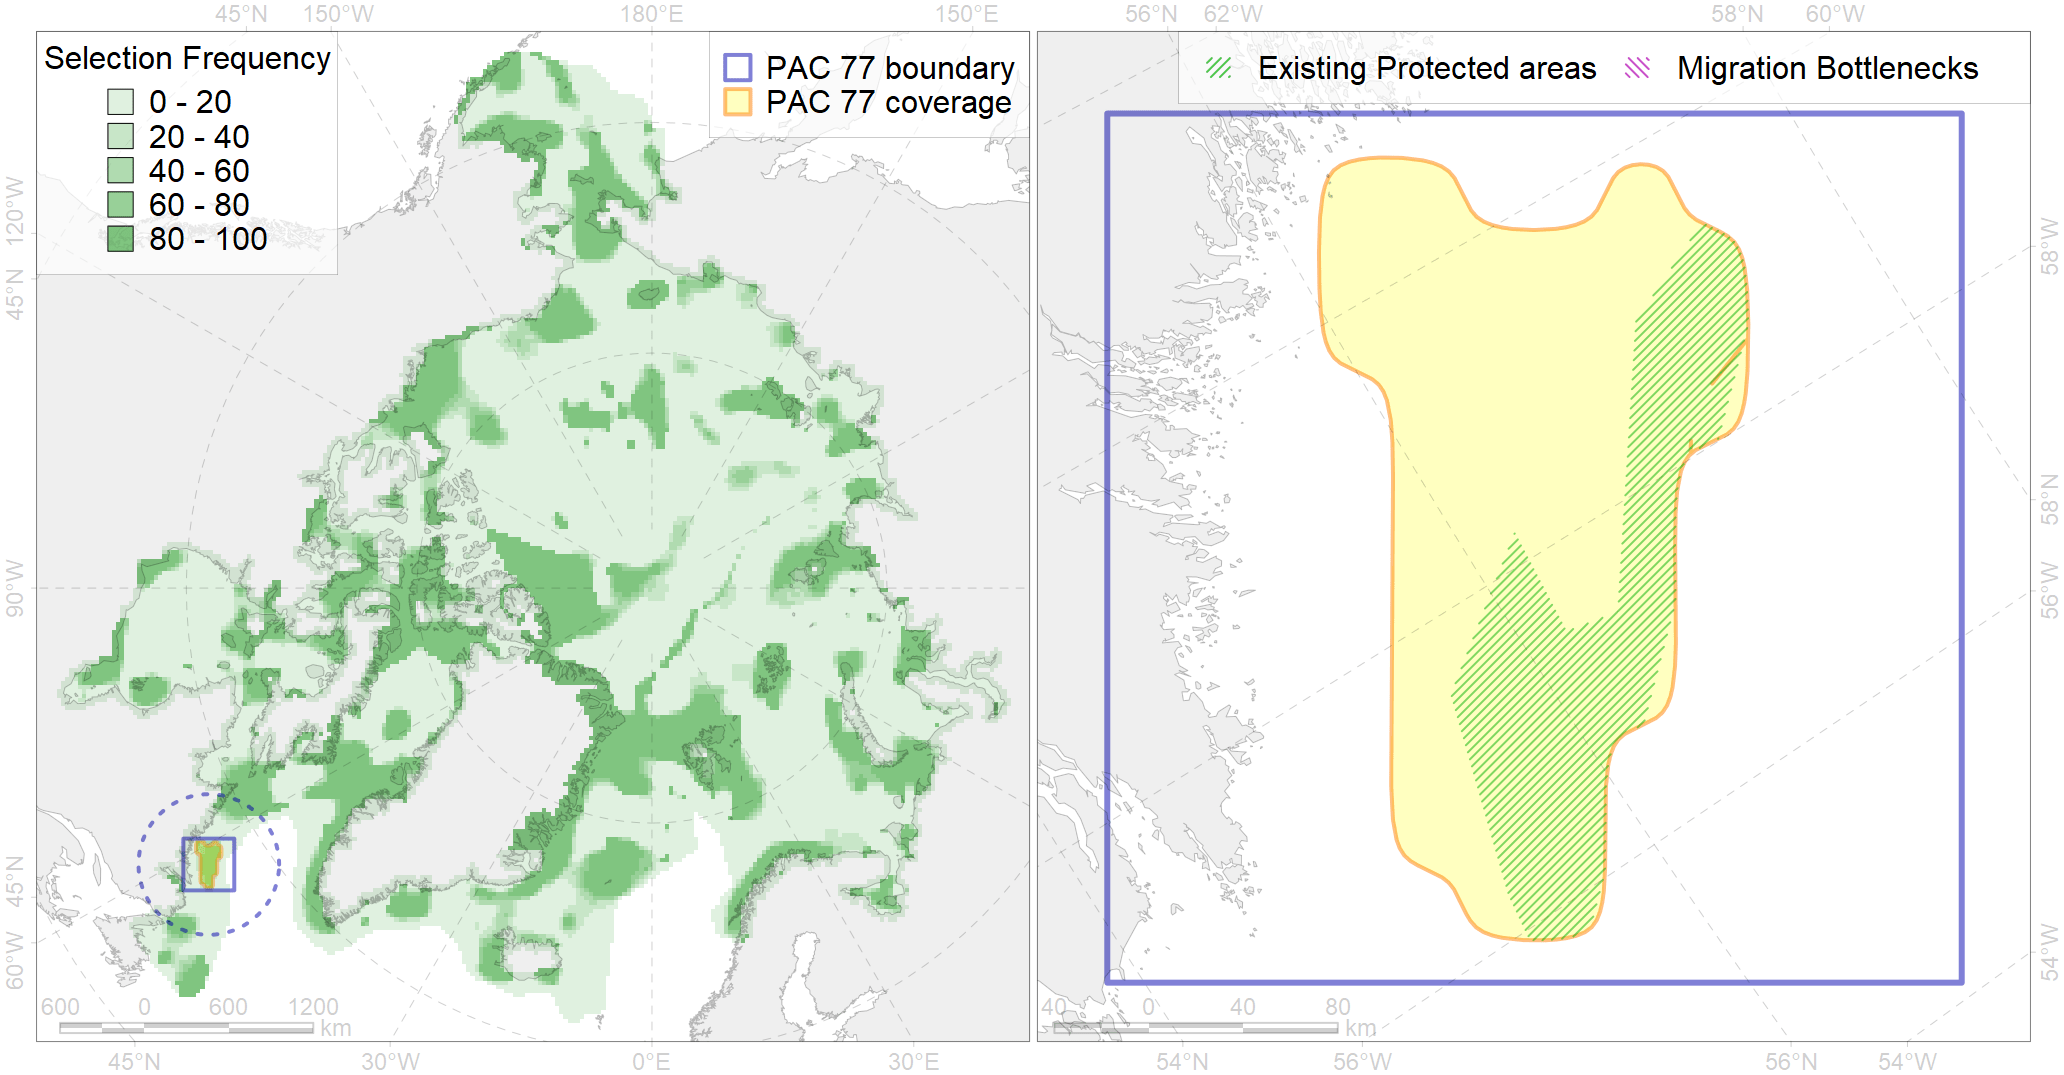 45°N 150°W 180°E 150°E 56°N 62°W 58°N 60°W
Selection Frequency
0 - 20
20 - 40
40 - 60
60 - 80
80 - 100
PAC 77 boundary
PAC 77 coverage
Existing Protected areas
Migration Bottlenecks
120°W
45°N
90°W
45°N
60°W
58°W
58°N
56°W
54°W
600 0 600 1200
km
40 0 40 80
km
45°N 30°W 0°E 30°E 54°N 56°W 56°N 54°W